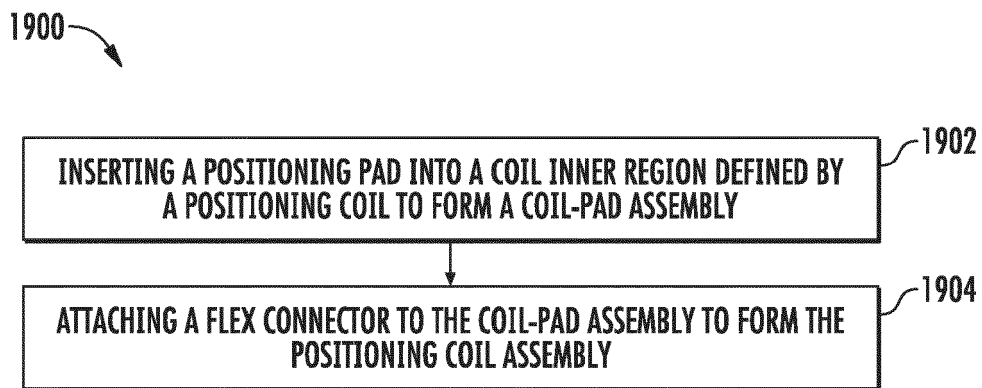 1900
1902
INSERTING A POSITIONING PAD INTO A COIL INNER REGION DEFINED BY
A POSITIONING COIL TO FORM A COIL-PAD ASSEMBLY
1904
ATTACHING A FLEX CONNECTOR TO THE COIL-PAD ASSEMBLY TO FORM THE
POSITIONING COIL ASSEMBLY